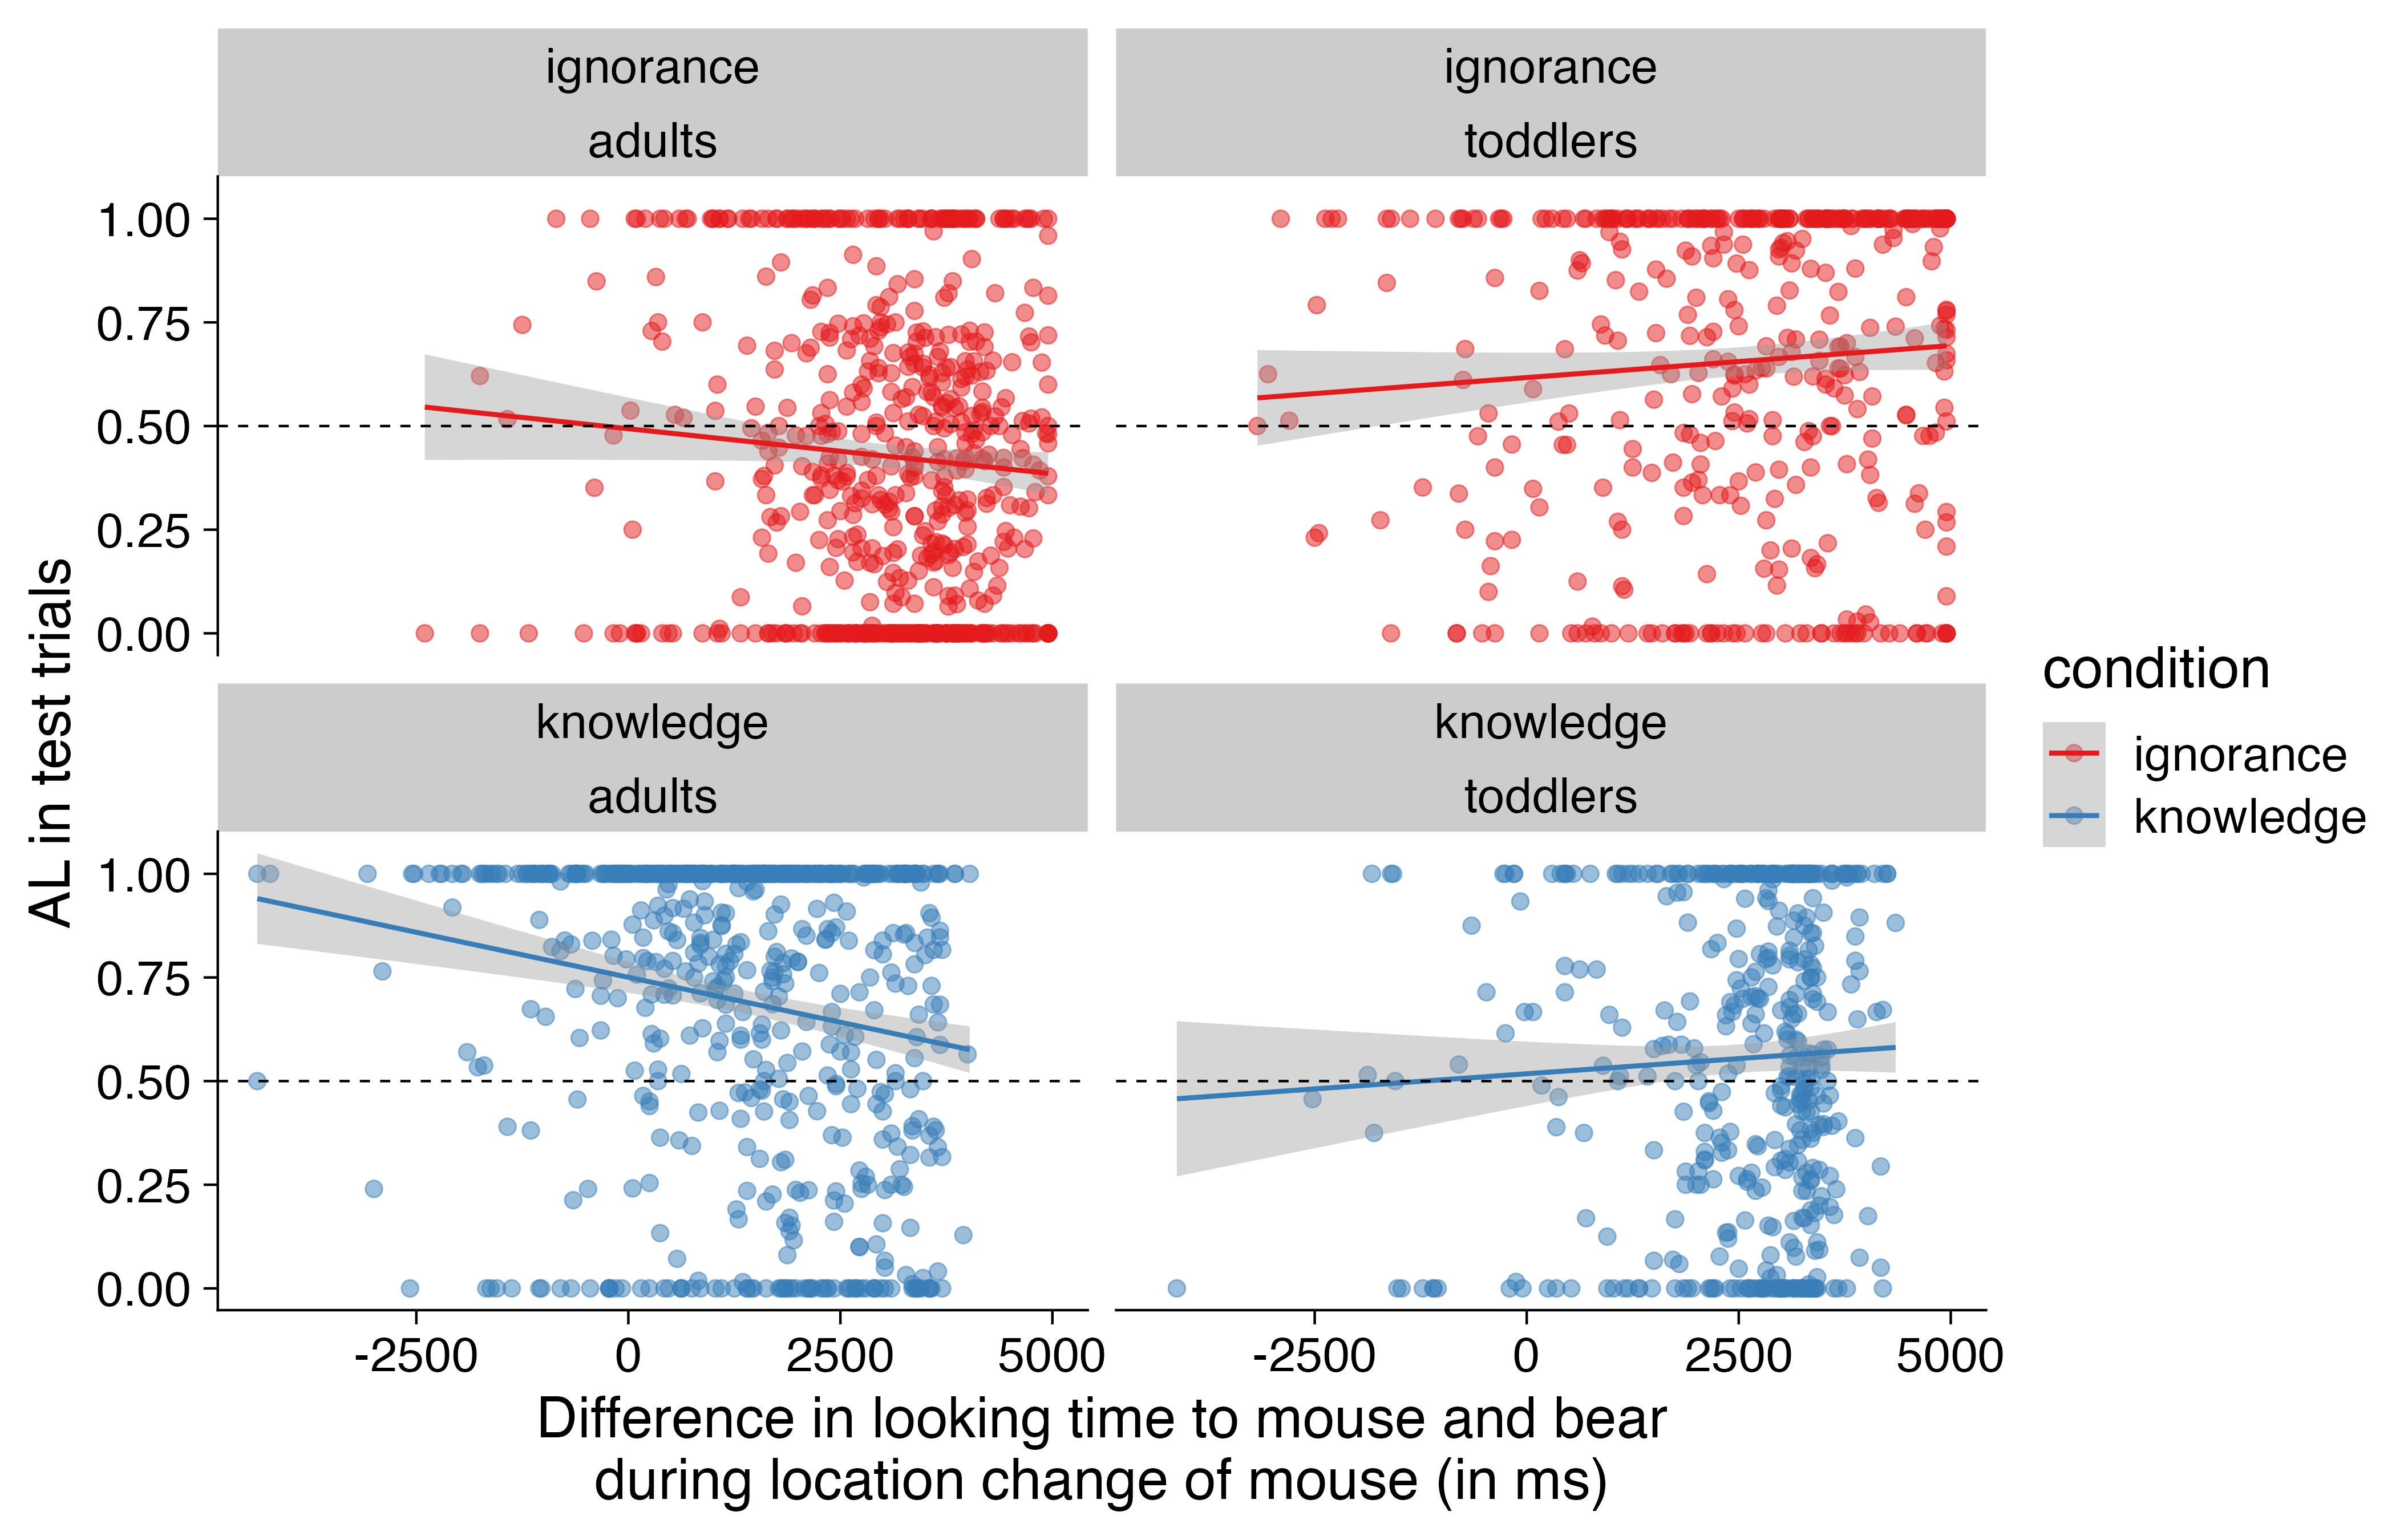 ignorance
adults
ignorance
toddlers
1.00
0.75
0.50
0.25
0.00
knowledge
adults
knowledge
toddlers
1.00
0.75
0.50
0.25
0.00
-2500 0 2500 5000
-2500 0 2500 5000
AL in test trials
Difference in looking time to mouse and bear
during location change of mouse (in ms)
condition
ignorance
knowledge